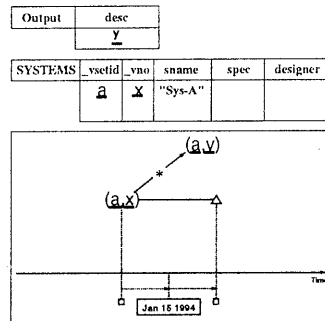 Output desc
y
SYSTEMS _vsetid _vno sname spec designer
a x "Sys-A"
(a,y)
*
(a,x)
Time
Jan 15 1994